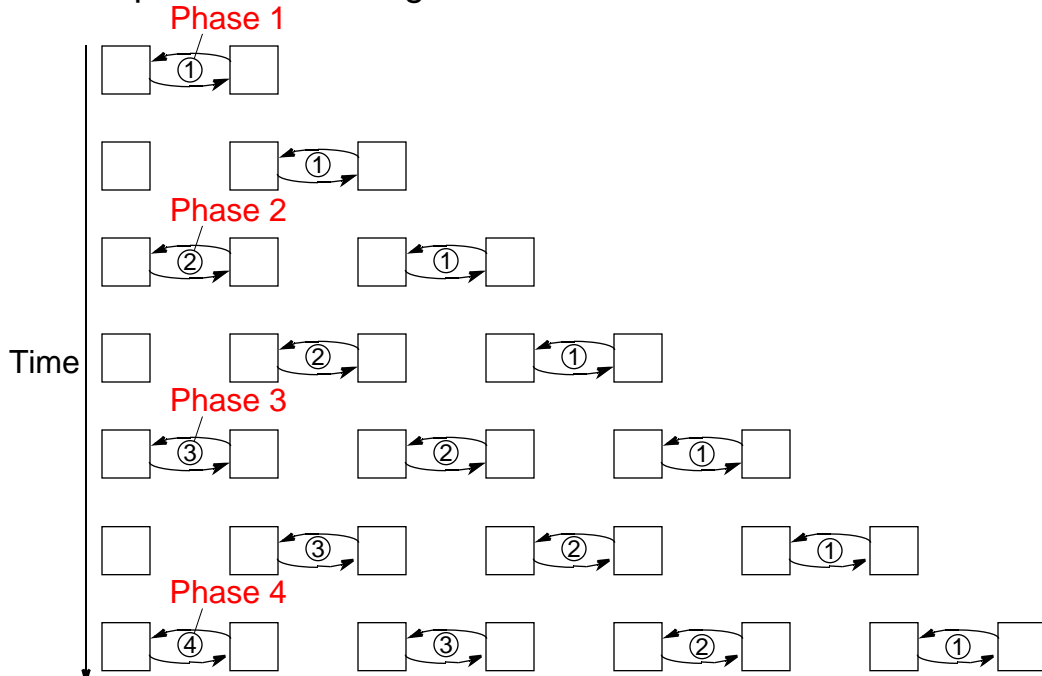 Phase 1
①
①
Phase 2
② ①
Time
② ①
Phase 3
③ ② ①
③ ② ①
Phase 4
④ ③ ② ①